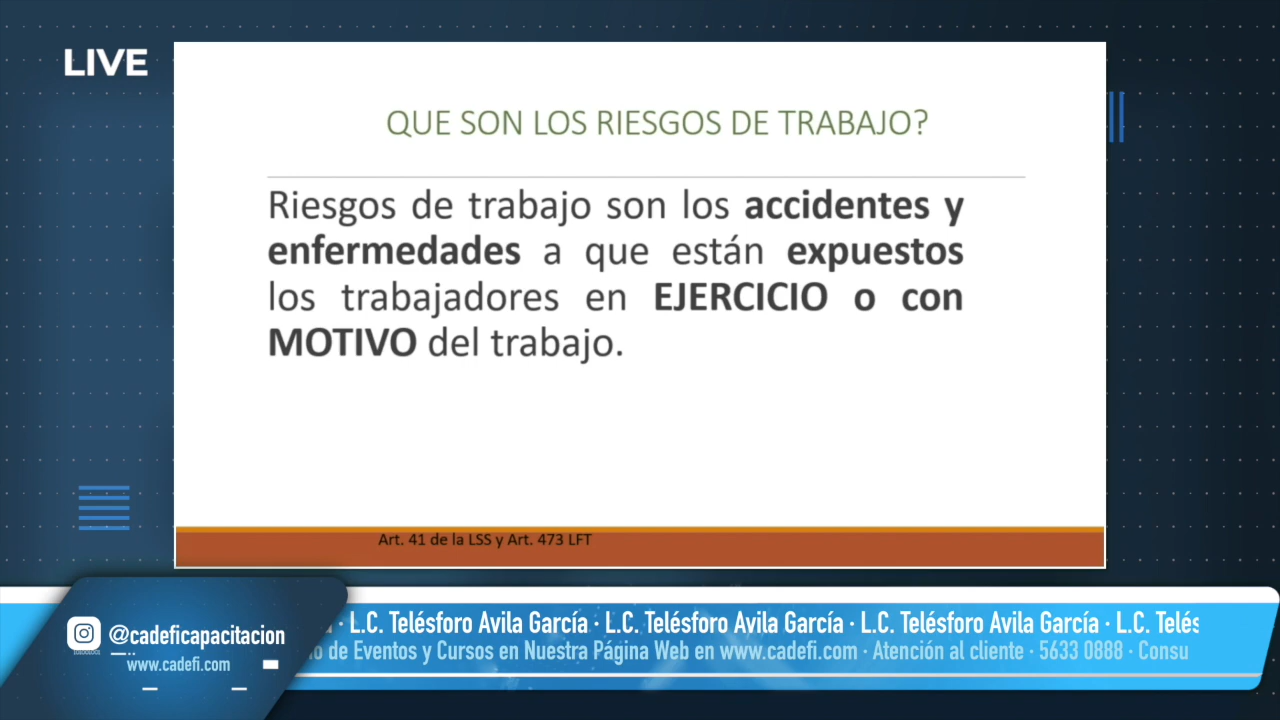 LIVE
QUE SON LOS RIESGOS DE TRABAJO?
Riesgos de trabajo son los accidentes y
enfermedades a que están expuestos
los trabajadores en EJERCICIO o con
MOTIVO del trabajo.
Art. 41 de la LSS y Art. 473 LFT
@cadeficapacitacion
www.cadefi.com
· L.C. Telésforo Avila García · L.C. Telésforo Avila García · L.C. Telésforo Avila García · L.C. Telés
de Eventos y Cursos en Nuestra Página Web en www.cadefi.com · Atención al cliente · 5633 0888 · Consu